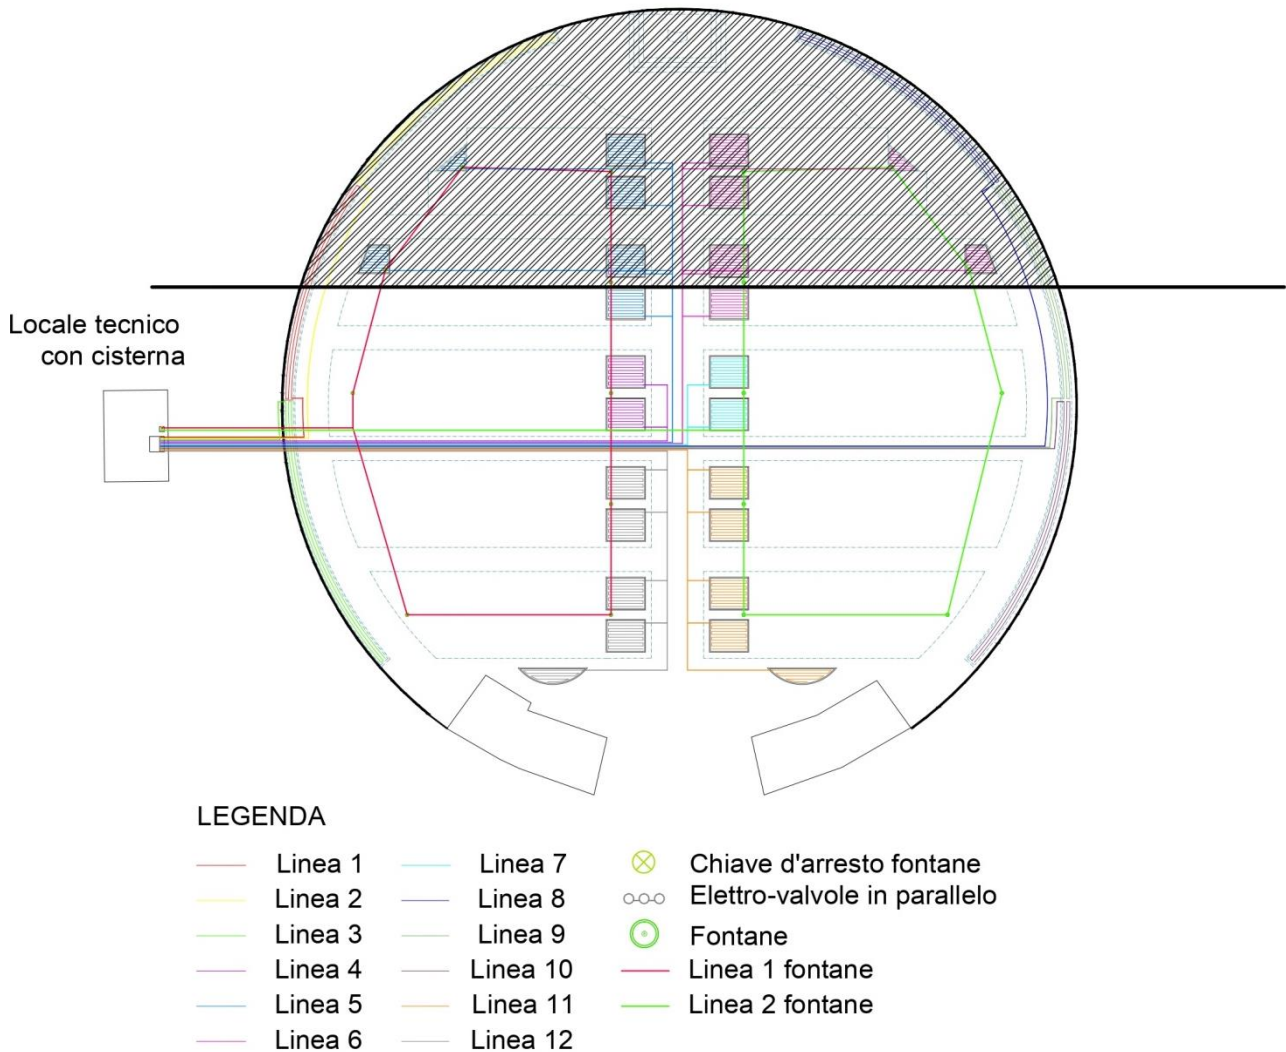 Locale tecnico
con cisterna
LEGENDA
Linea 1
Linea 2
Linea 3
Linea 4
Linea 5
Linea 6
Linea 7
Linea 8
Linea 9
Linea 10
Linea 11
Linea 12
Chiave d'arresto fontane
Elettro-valvole in parallelo
Fontane
Linea 1 fontane
Linea 2 fontane